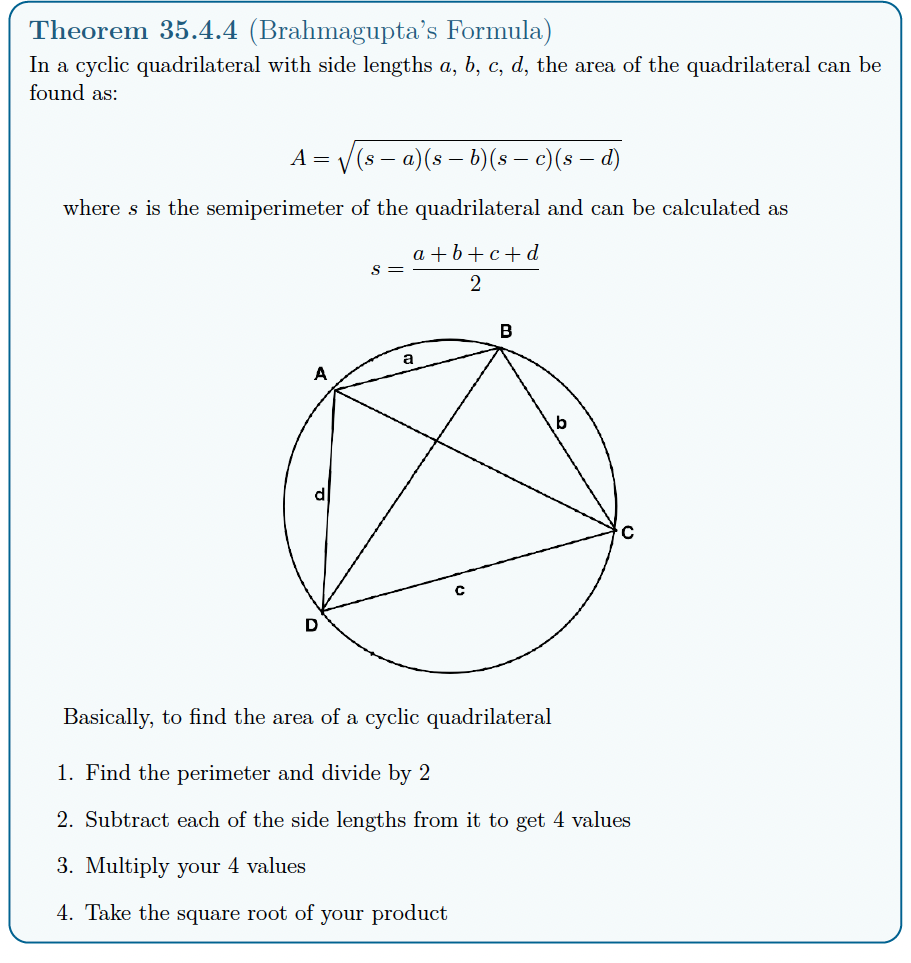 Theorem 35.4.4 (Brahmagupta's Formula)
In a cyclic quadrilateral with side lengths a, b, c, d, the area of the quadrilateral can be
found as:
A = √(s − a)(s − b)(s − c)(s − d)
where s is the semiperimeter of the quadrilateral and can be calculated as
s = a + b + c + d
2
B
a
A
b
d
C
c
D
Basically, to find the area of a cyclic quadrilateral
1. Find the perimeter and divide by 2
2. Subtract each of the side lengths from it to get 4 values
3. Multiply your 4 values
4. Take the square root of your product